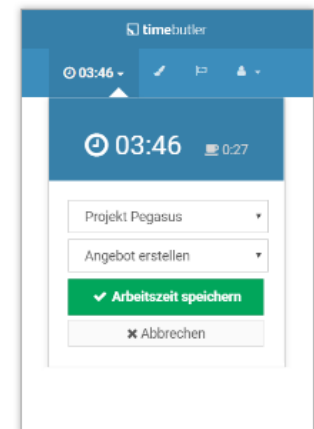 timebutler
03:46
03:46 0:27
Projekt Pegasus
Angebot erstellen
Arbeitszeit speichern
Abbrechen